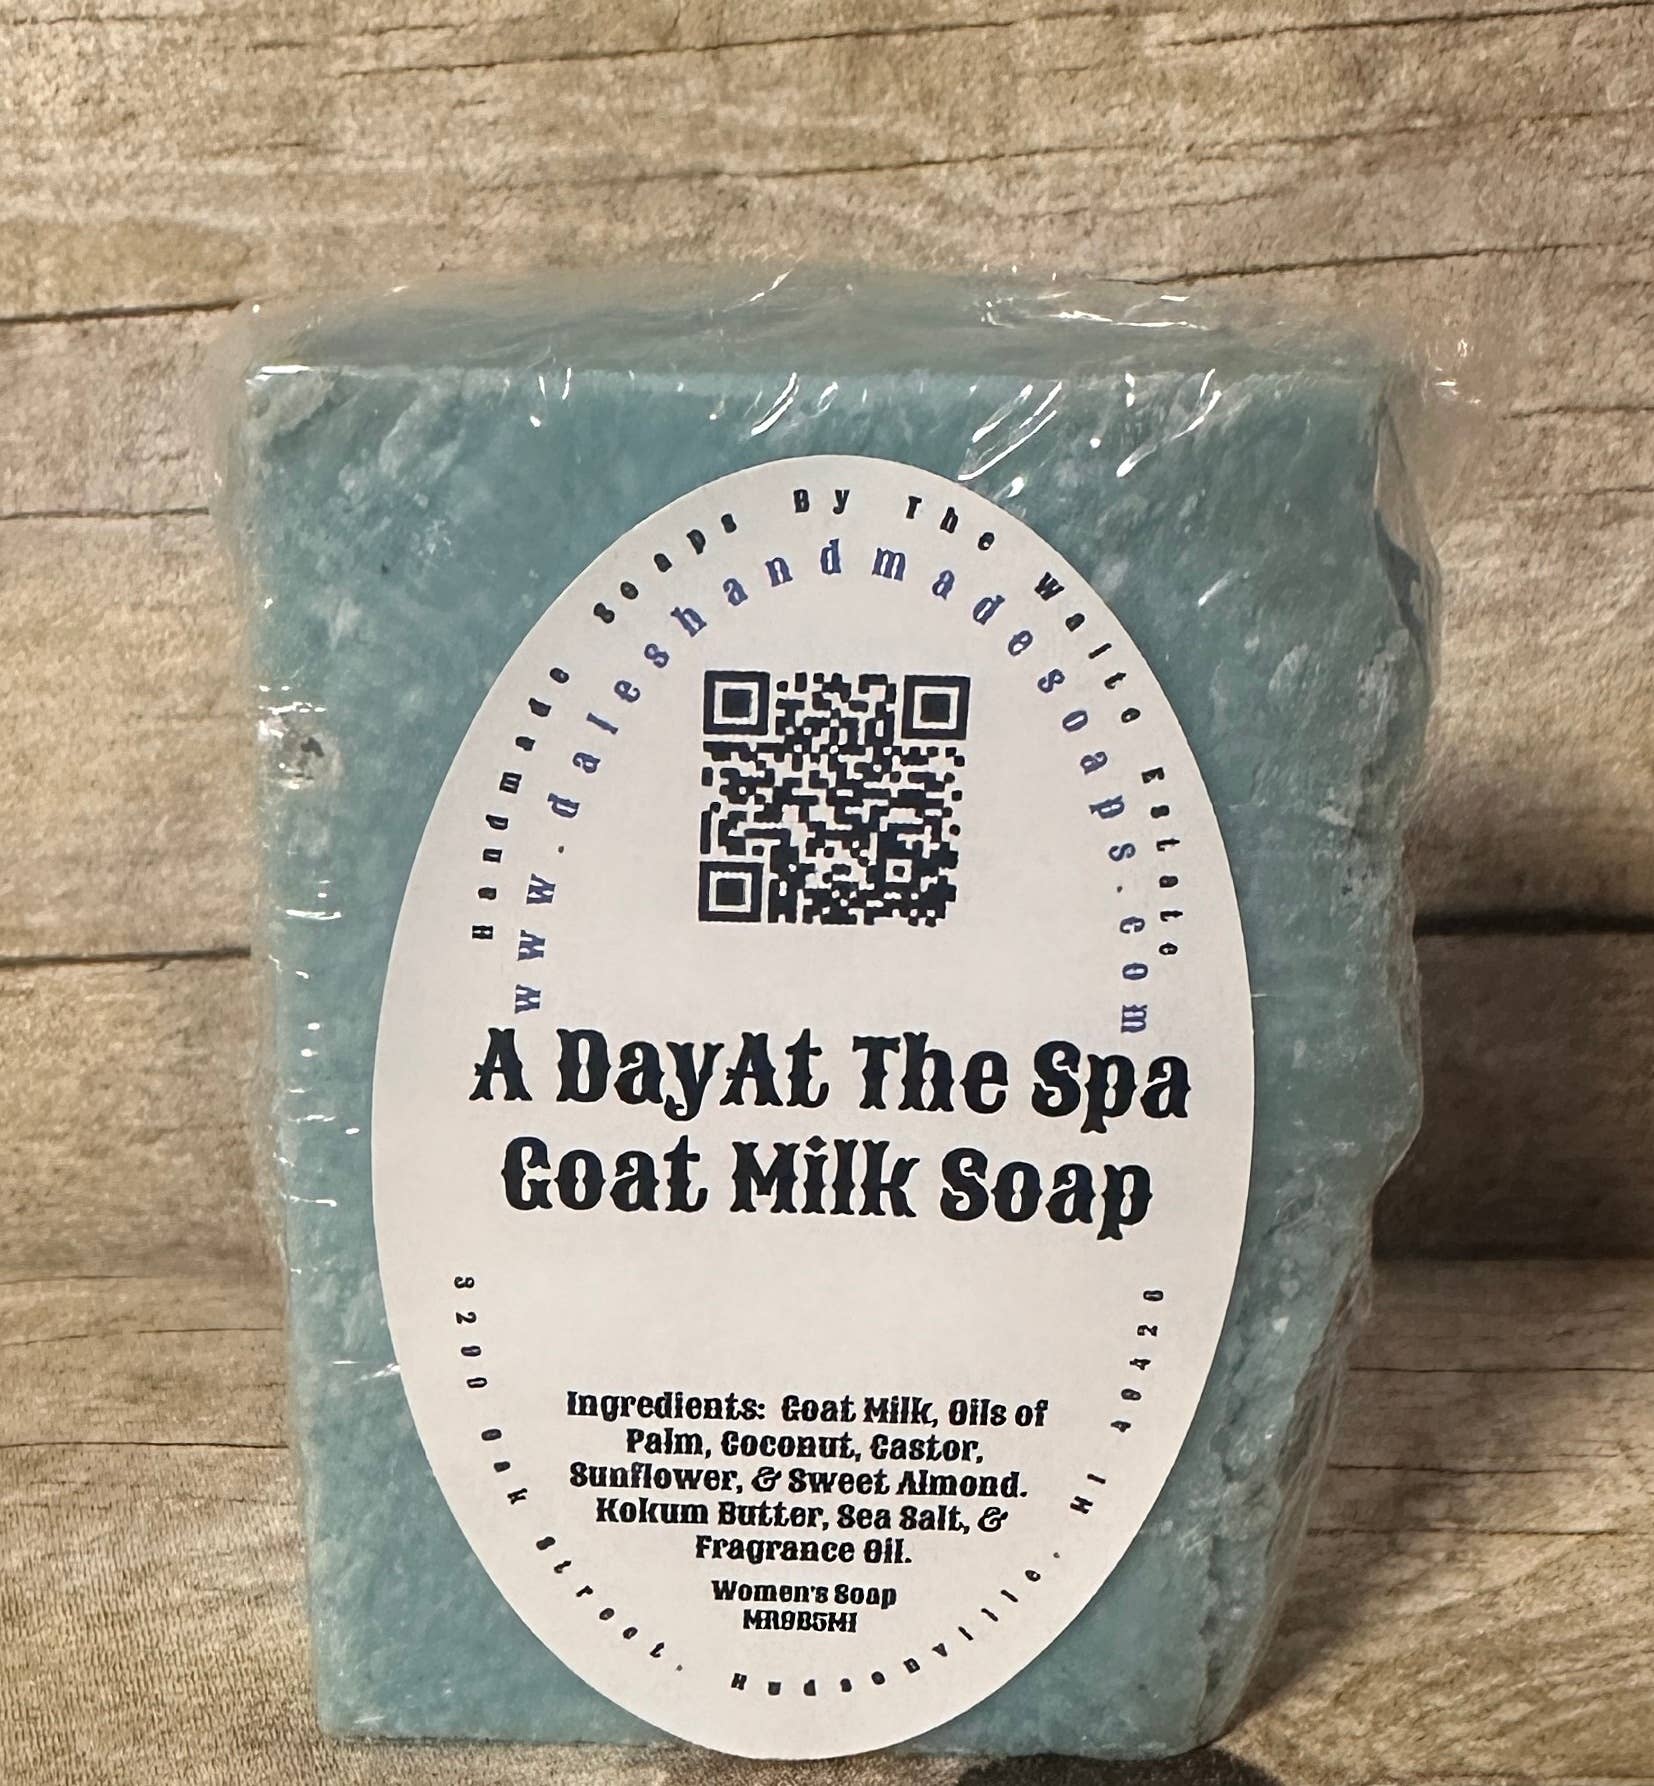 Handmade Soaps By The Waite Estate
www.daleshandmadesoaps.com
A DayAt The Spa
Goat Milk Soap
Ingredients: Goat Milk, Oils of
Palm, Coconut, Castor,
Sunflower, & Sweet Almond.
Kokum Butter, Sea Salt, &
Fragrance Oil.
Women's Soap
MR9B5MI
3200 Oak Street. Hudsonville. MI 49426